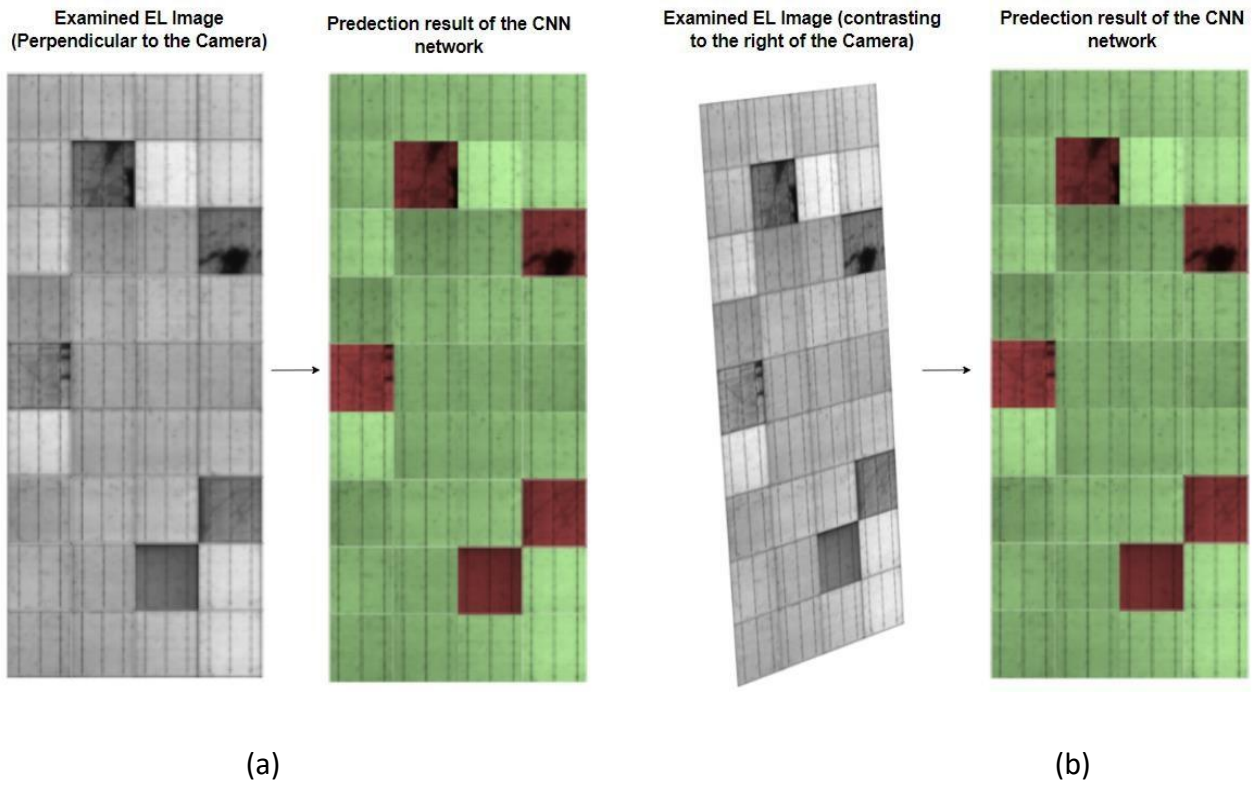 Examined EL Image
(Perpendicular to the Camera)
Predection result of the CNN
network
Examined EL Image (contrasting
to the right of the Camera)
Predection result of the CNN
network
(a)
(b)